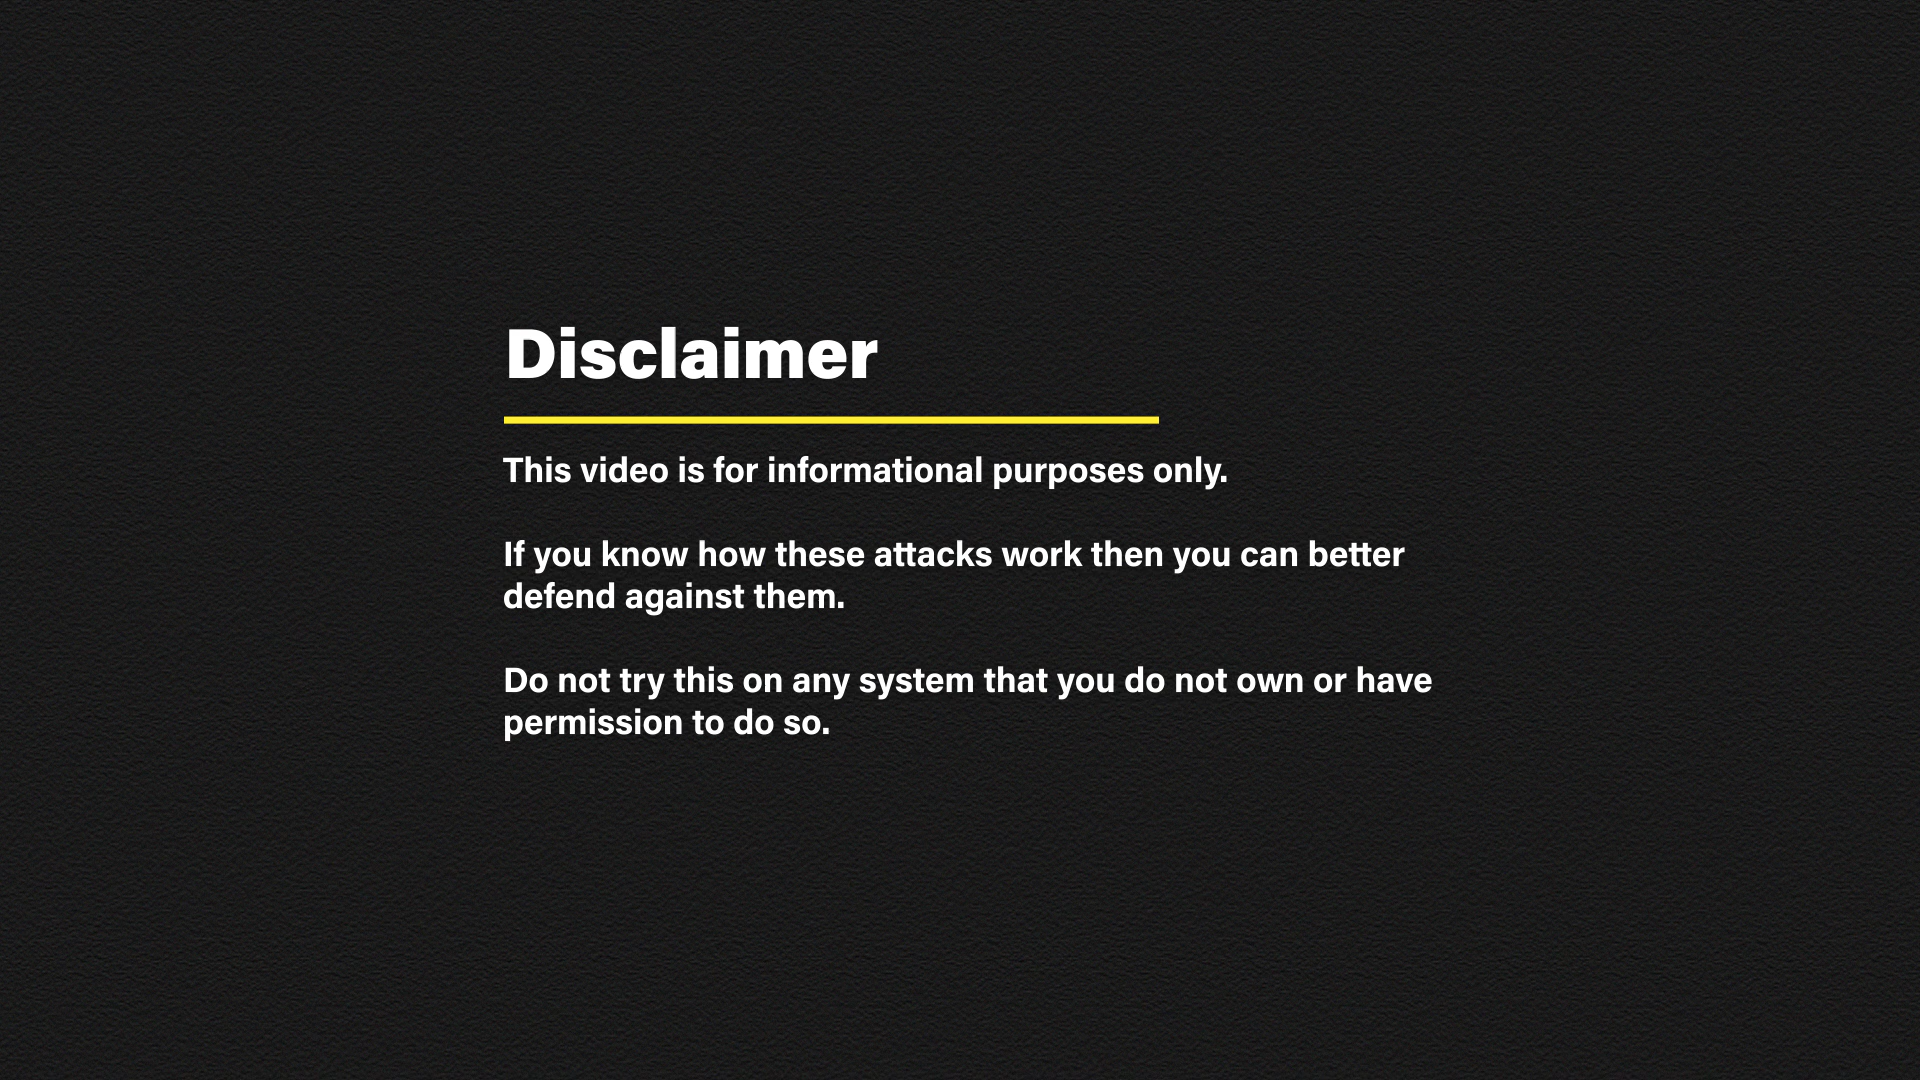 Disclaimer
This video is for informational purposes only.
If you know how these attacks work then you can better
defend against them.
Do not try this on any system that you do not own or have
permission to do so.